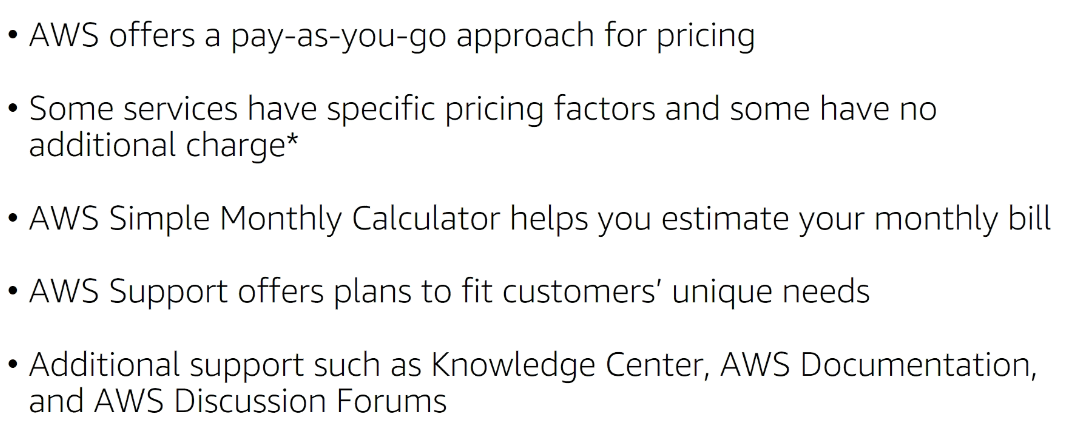 • AWS offers a pay-as-you-go approach for pricing
• Some services have specific pricing factors and some have no
additional charge*
• AWS Simple Monthly Calculator helps you estimate your monthly bill
• AWS Support offers plans to fit customers’ unique needs
• Additional support such as Knowledge Center, AWS Documentation,
and AWS Discussion Forums